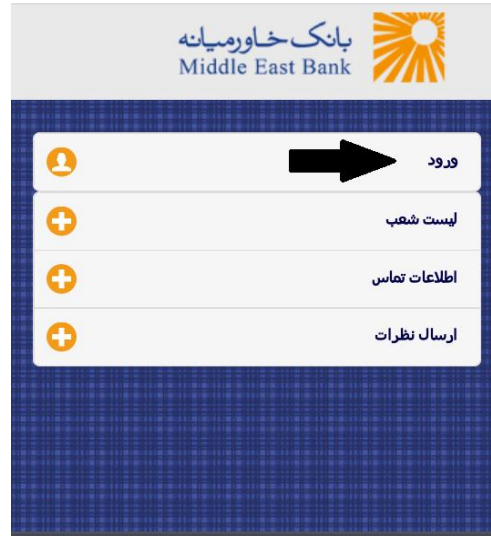 بانک خاورمیانه
Middle East Bank
ورود
لیست شعب
اطلاعات تماس
ارسال نظرات